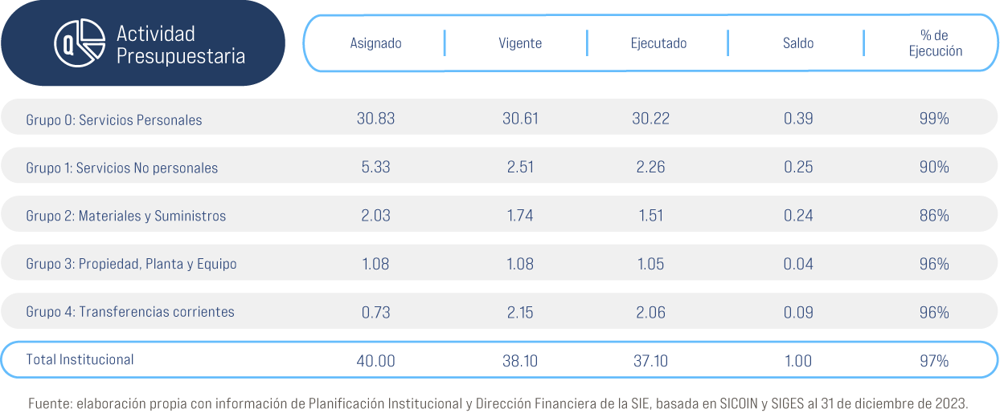 Q
Actividad
Presupuestaria
Asignado Vigente Ejecutado Saldo % de
Ejecución
Grupo 0: Servicios Personales 30.83 30.61 30.22 0.39 99%
Grupo 1: Servicios No personales 5.33 2.51 2.26 0.25 90%
Grupo 2: Materiales y Suministros 2.03 1.74 1.51 0.24 86%
Grupo 3: Propiedad, Planta y Equipo 1.08 1.08 1.05 0.04 96%
Grupo 4: Transferencias corrientes 0.73 2.15 2.06 0.09 96%
Total Institucional 40.00 38.10 37.10 1.00 97%
Fuente: elaboración propia con información de Planificación Institucional y Dirección Financiera de la SIE, basada en SICOIN y SIGES al 31 de diciembre de 2023.